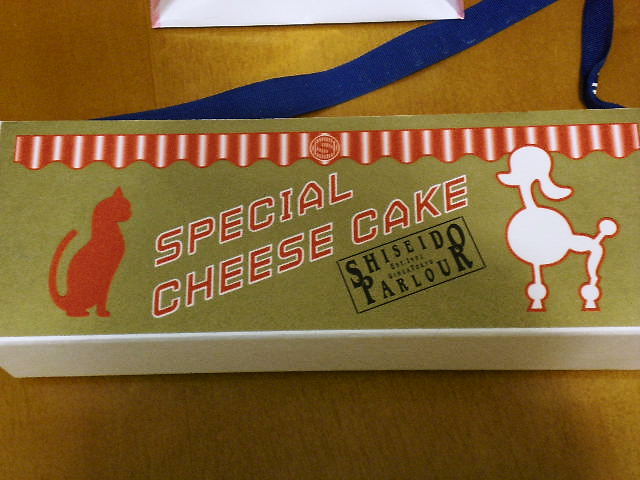 S
SPECIAL
CHEESE CAKE
SHISEIDO
PARLOUR